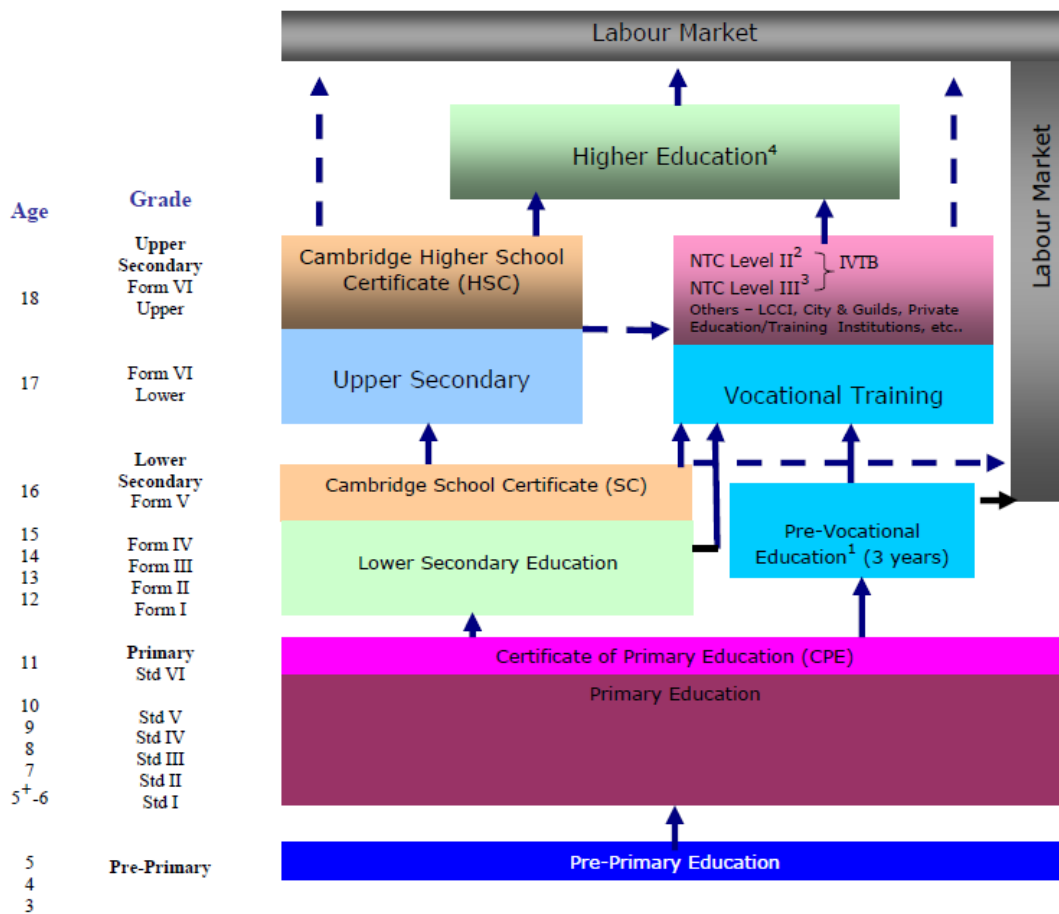 Labour Market
Labour Market
Higher Education⁴
Age
Grade
Upper
Secondary
Form VI
Upper
18
Cambridge Higher School
Certificate (HSC)
NTC Level II²
NTC Level III³
IVTB
Others – LCCI, City & Guilds, Private
Education/Training Institutions, etc..
17
Form VI
Lower
Upper Secondary
Vocational Training
Lower
Secondary
Form V
16
Cambridge School Certificate (SC)
15
14
13
12
Form IV
Form III
Form II
Form I
Lower Secondary Education
Pre-Vocational
Education¹ (3 years)
11
Primary
Std VI
Certificate of Primary Education (CPE)
Primary Education
10
9
8
7
5⁺-6
Std V
Std IV
Std III
Std II
Std I
5
4
3
Pre-Primary
Pre-Primary Education